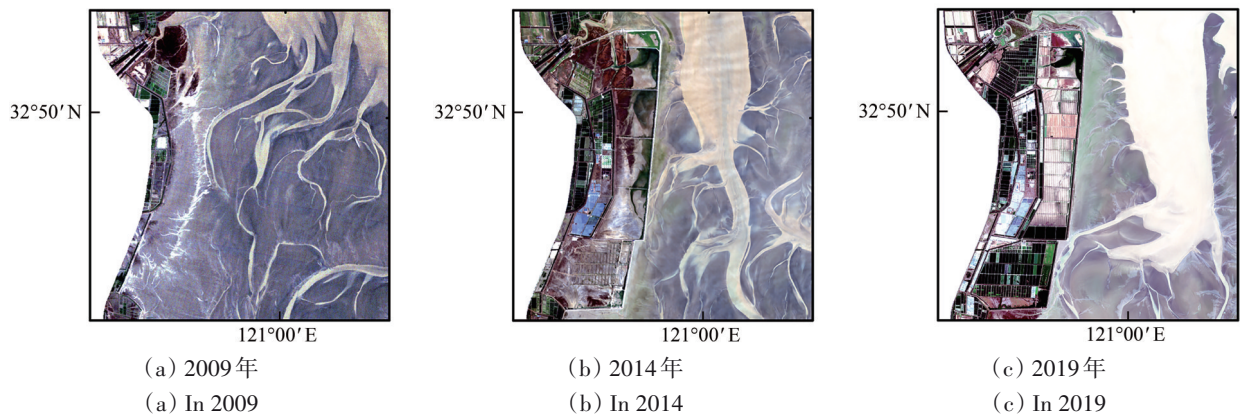 32°50′N
32°50′N
32°50′N
121°00′E
121°00′E
121°00′E
(a) 2009年
(b) 2014年
(c) 2019年
(a) In 2009
(b) In 2014
(c) In 2019